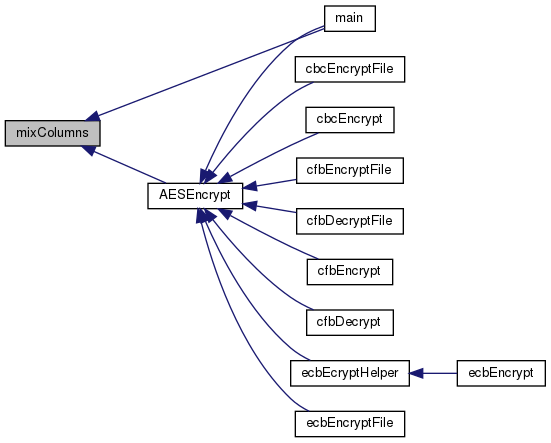 main
cbcEncryptFile
cbcEncrypt
mixColumns
cfbEncryptFile
AESEncrypt
cfbDecryptFile
cfbEncrypt
cfbDecrypt
ecbEcryptHelper
ecbEncrypt
ecbEncryptFile